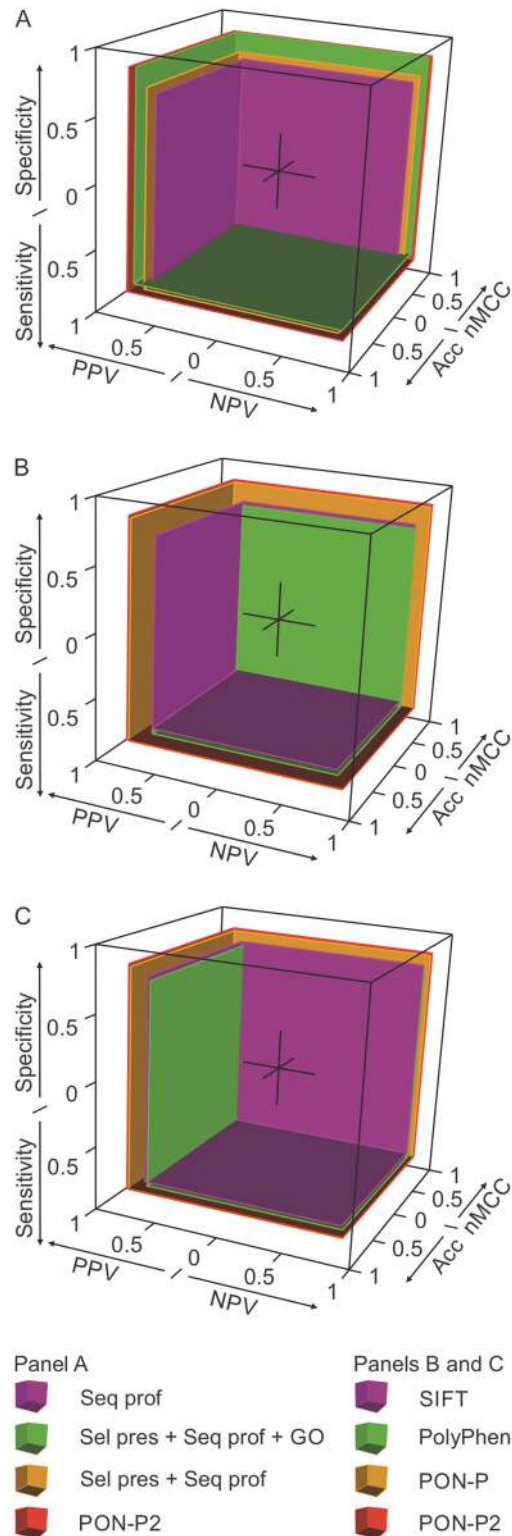 A
1
0.5
0
0.5
1
Specificity
/
Sensitivity
0.5
0
0.5
1
PPV / NPV
1
0.5
0
0.5
1
Acc / nMCC
B
1
0.5
0
0.5
1
Specificity
/
Sensitivity
0.5
0
0.5
1
PPV / NPV
1
0.5
0
0.5
1
Acc / nMCC
C
1
0.5
0
0.5
1
Specificity
/
Sensitivity
0.5
0
0.5
1
PPV / NPV
1
0.5
0
0.5
1
Acc / nMCC
Panel A
Seq prof
Sel pres + Seq prof + GO
Sel pres + Seq prof
PON-P2
Panels B and C
SIFT
PolyPhen
PON-P
PON-P2